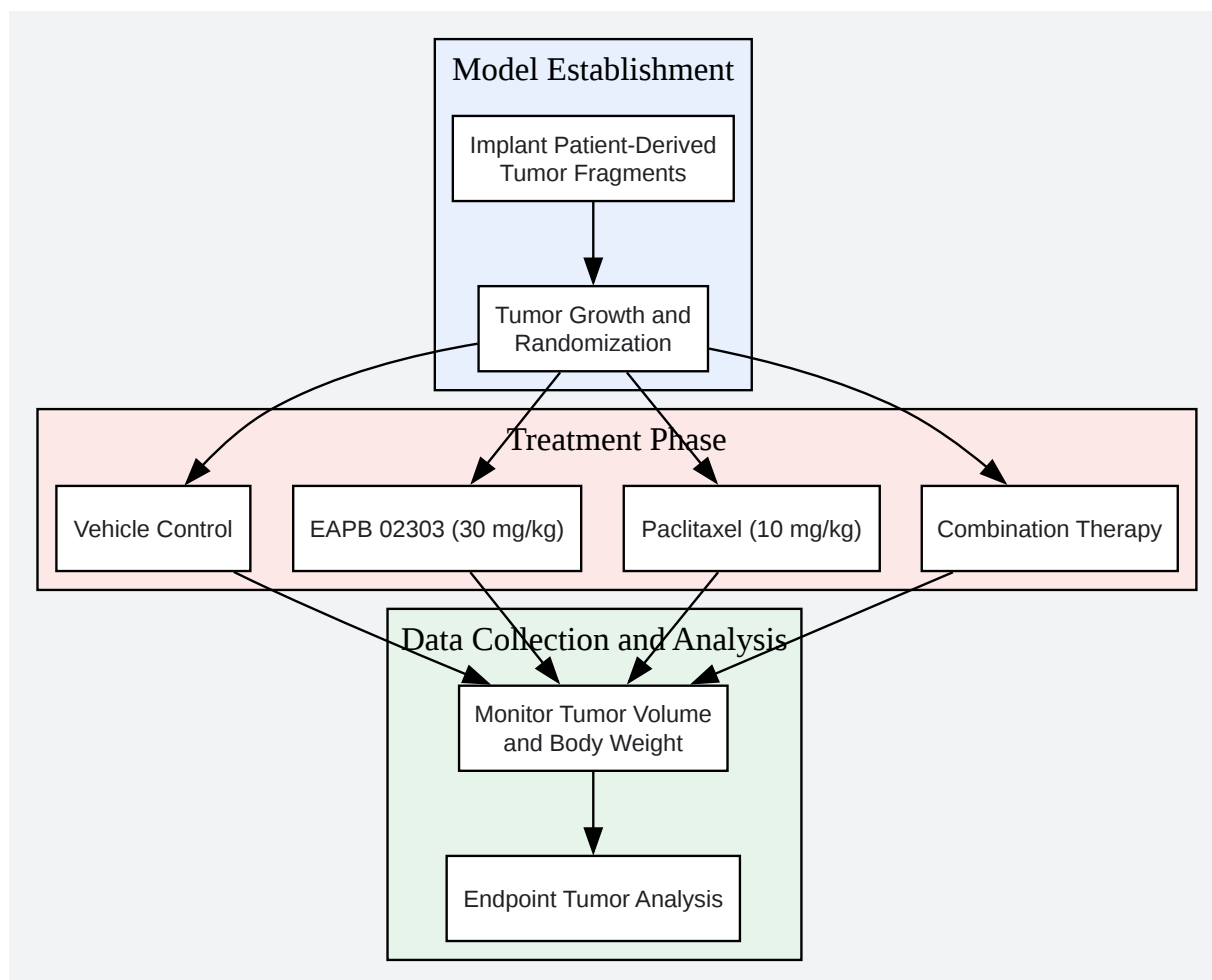 Model Establishment
Implant Patient-Derived
Tumor Fragments
Tumor Growth and
Randomization
Treatment Phase
Vehicle Control
EAPB 02303 (30 mg/kg)
Paclitaxel (10 mg/kg)
Combination Therapy
Data Collection and Analysis
Monitor Tumor Volume
and Body Weight
Endpoint Tumor Analysis